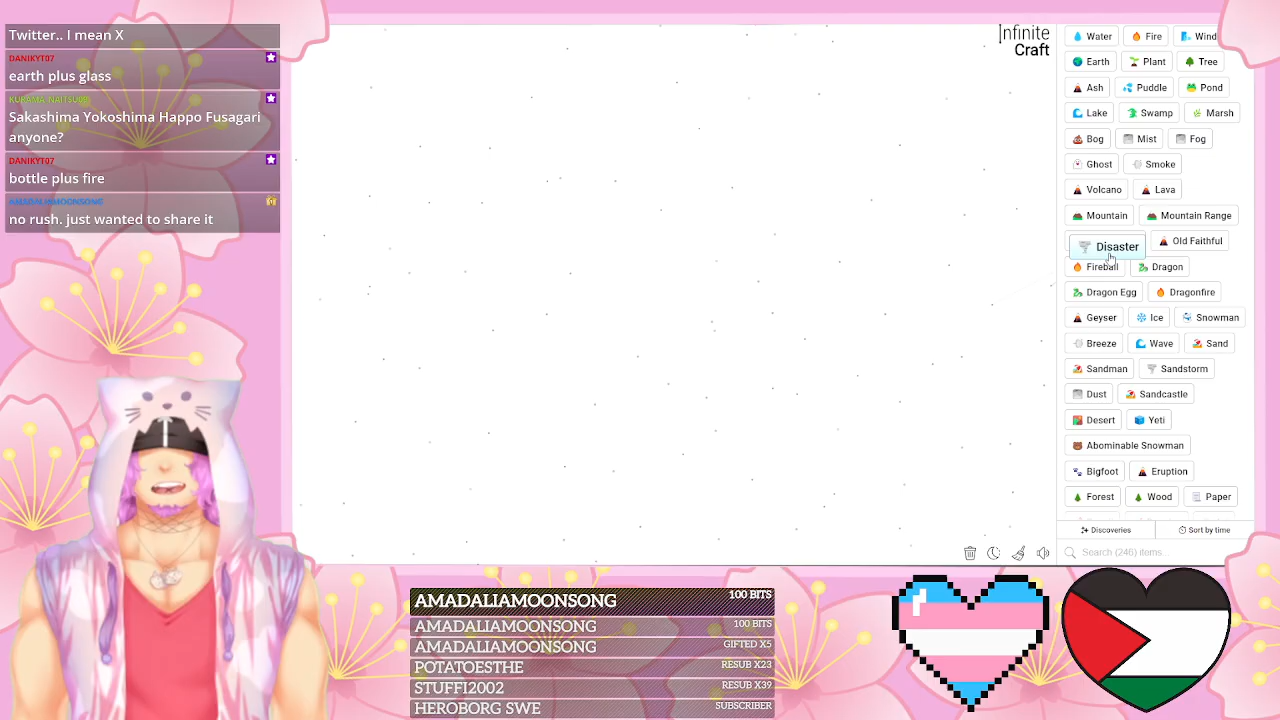 Twitter.. I mean X
DANIKYT07
earth plus glass
KURAMA_NAITSU00
Sakashima Yokoshima Happo Fusagari
anyone?
DANIKYT07
bottle plus fire
AMADALIAMOONSONG
no rush. just wanted to share it
Infinite
Craft
Water Fire Wind
Earth Plant Tree
Ash Puddle Pond
Lake Swamp Marsh
Bog Mist Fog
Ghost Smoke
Volcano Lava
Mountain Mountain Range
Disaster Old Faithful
Fireball Dragon
Dragon Egg Dragonfire
Geyser Ice Snowman
Breeze Wave Sand
Sandman Sandstorm
Dust Sandcastle
Desert Yeti
Abominable Snowman
Bigfoot Eruption
Forest Wood Paper
Discoveries Sort by time
Search (246) items...
AMADALIAMOONSONG 100 BITS
AMADALIAMOONSONG 100 BITS
AMADALIAMOONSONG GIFTED X5
POTATOESTHE RESUB X23
STUFFI2002 RESUB X39
HEROBORG SWE SUBSCRIBER